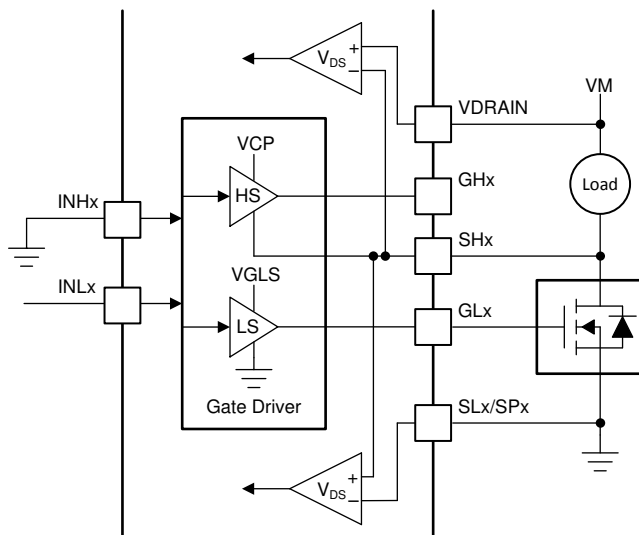 VDS
+
–
VM
VDRAIN
VCP
Load
HS
GHx
INHx
SHx
VGLS
INLx
LS
GLx
Gate Driver
SLx/SPx
VDS
+
–